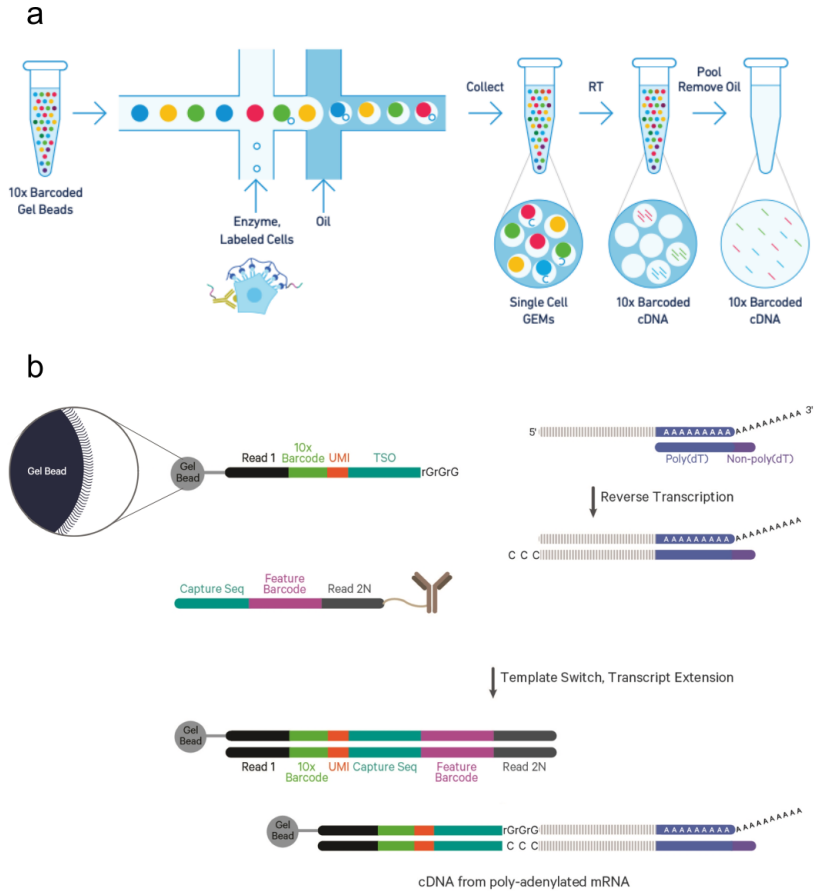 a
10x Barcoded
Gel Beads
Enzyme,
Labeled Cells
Oil
Collect
RT
Pool
Remove Oil
Single Cell
GEMs
10x Barcoded
cDNA
10x Barcoded
cDNA
b
Gel Bead
Gel
Bead
Read 1
10x
Barcode
UMI
TSO
rGrGrG
5'
AAAAAAAAA
AAAAAAAAA
3'
Poly(dT)
Non-poly(dT)
Reverse Transcription
AAAAAAAAA
AAAAAAAAA
C C C
Capture Seq
Feature
Barcode
Read 2N
Template Switch, Transcript Extension
Gel
Bead
Read 1
10x
Barcode
UMI
Capture Seq
Feature
Barcode
Read 2N
Gel
Bead
rGrGrG
AAAAAAAAA
AAAAAAAAA
C C C
cDNA from poly-adenylated mRNA